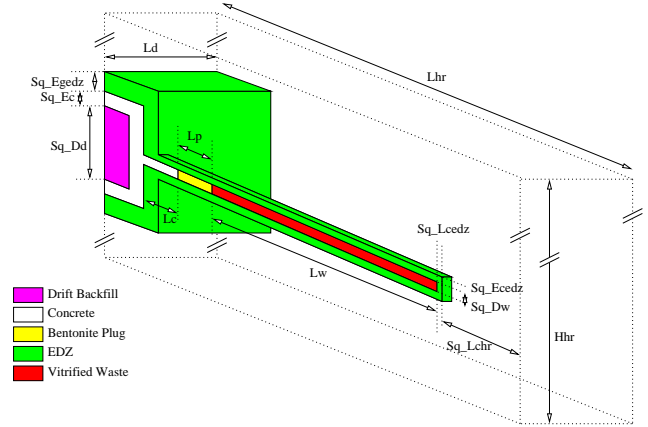 Ld
Lhr
Sq_Egedz
Sq_Ec
Sq_Dd
Lp
Lc
Lw
Sq_Lcedz
Sq_Ecedz
Sq_Dw
Sq_Lchr
Hhr
Drift Backfill
Concrete
Bentonite Plug
EDZ
Vitrified Waste